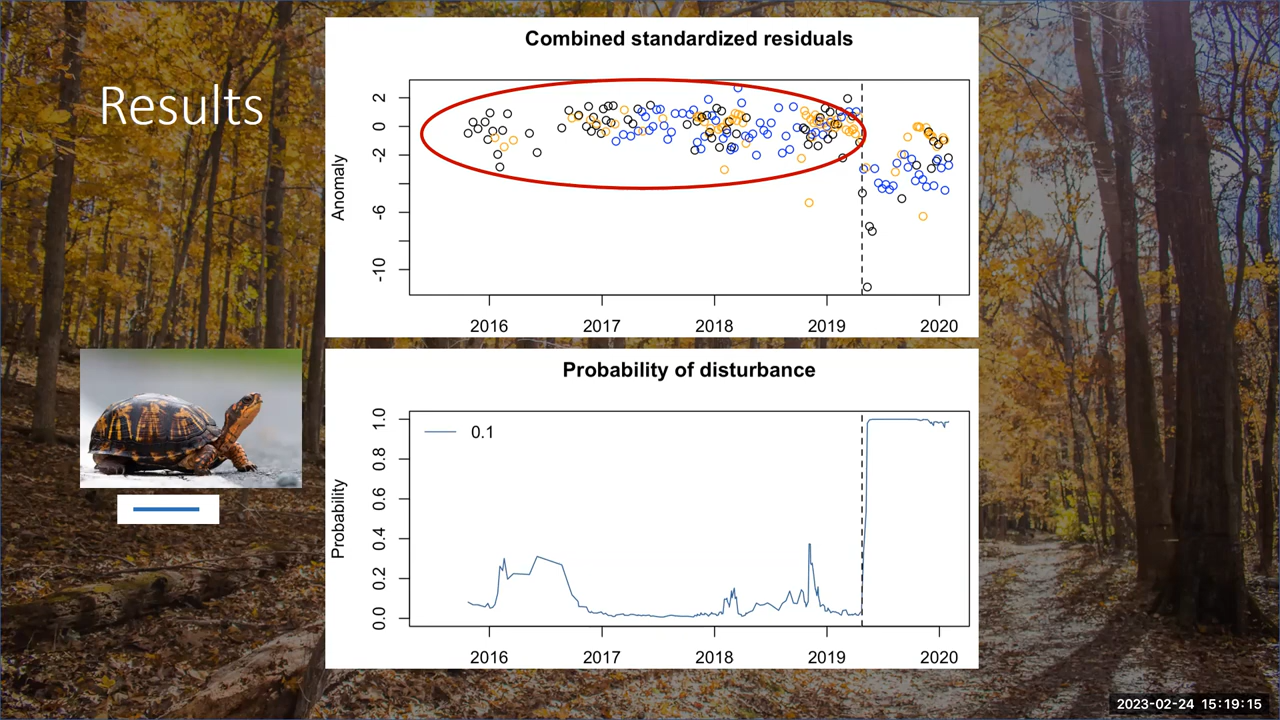 Results
Combined standardized residuals
Anomaly
2
0
-2
-6
-10
2016 2017 2018 2019 2020
Probability of disturbance
Probability
1.0
0.8
0.6
0.4
0.2
0.0
0.1
2016 2017 2018 2019 2020
2023-02-24 15:19:15